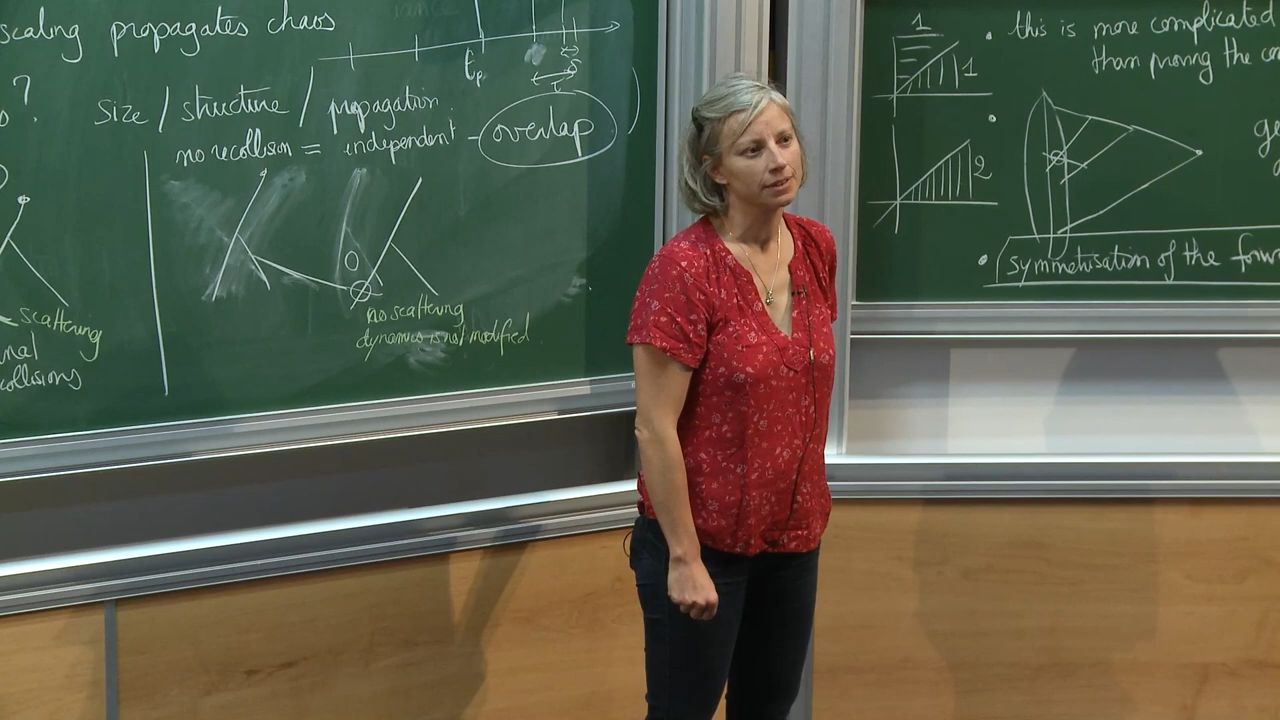 scaling propagates chaos
?
size / structure / propagation
no recollision = independent - overlap
tp
δ
τ
0
scattering
collisions
no scattering
dynamics is not modified
1
1
2
this is more complicated
than proving the
symmetrisation of the